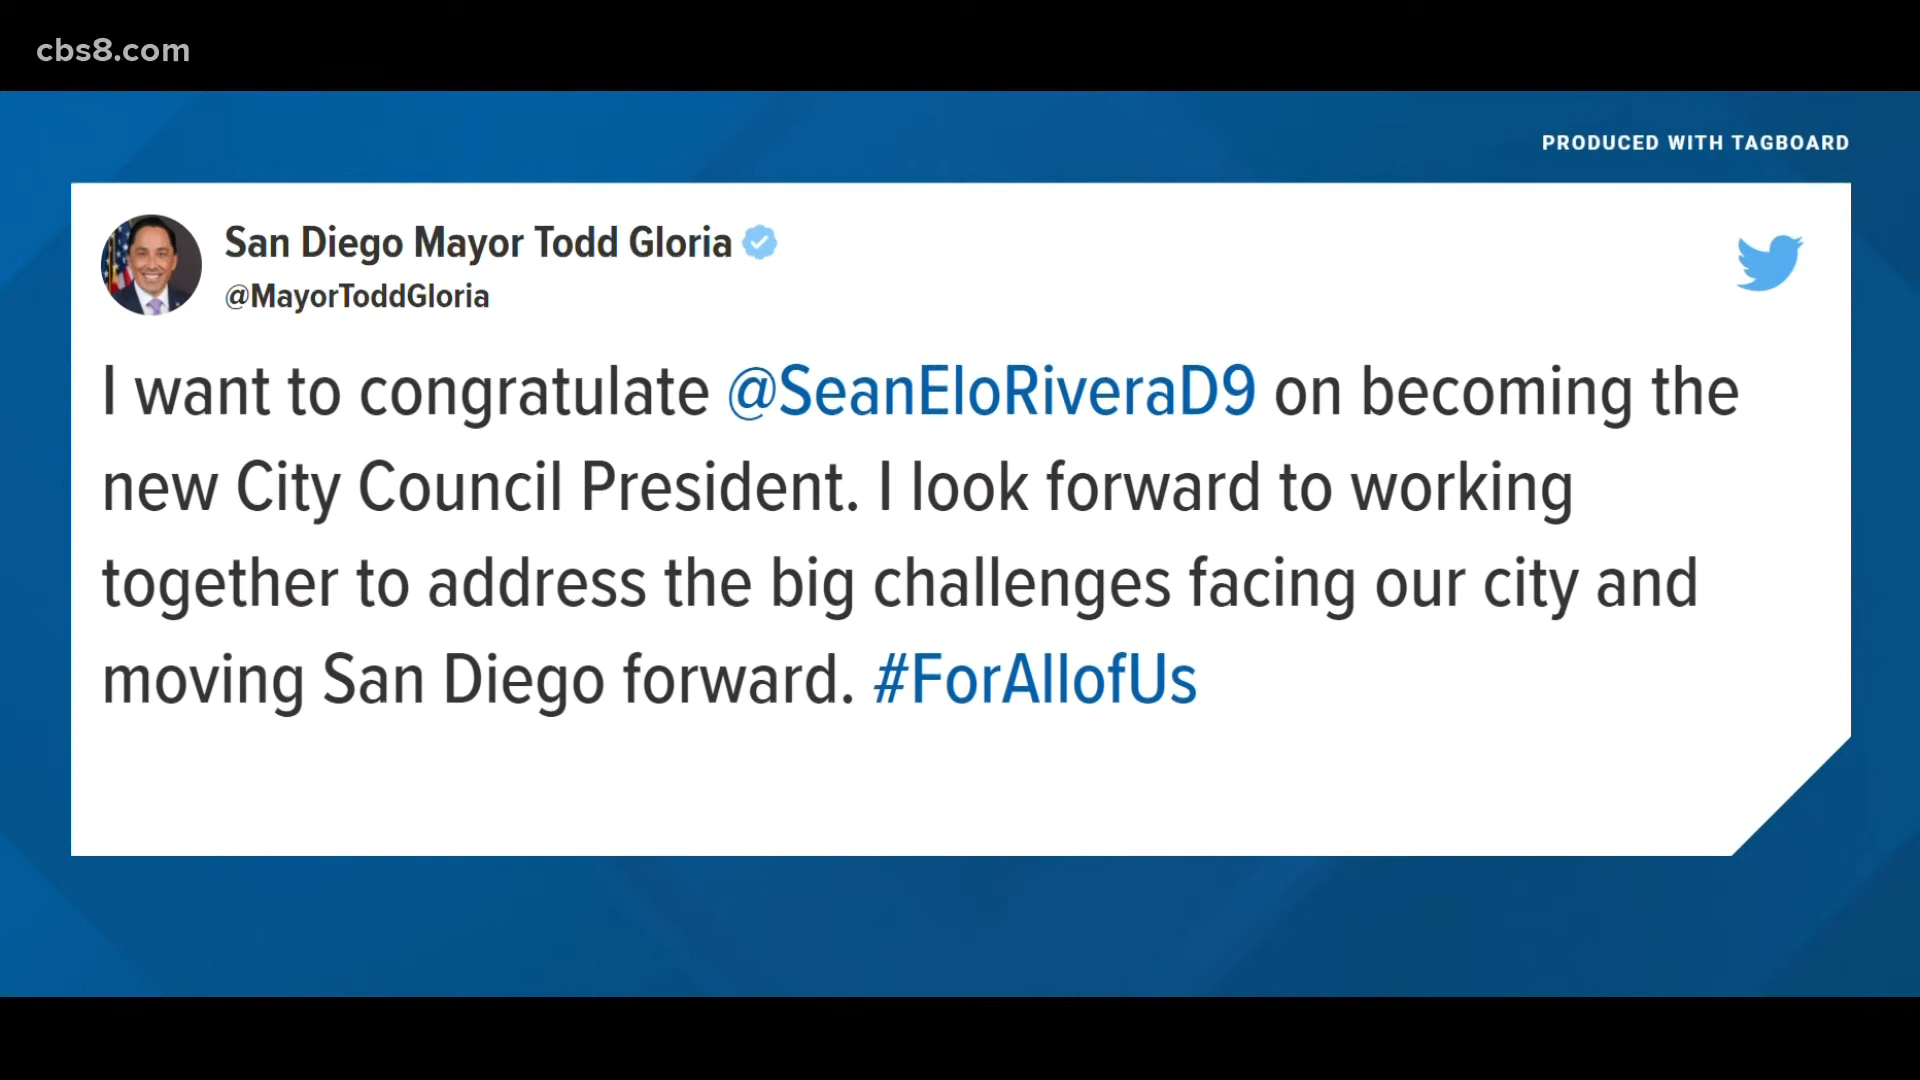 cbs8.com
PRODUCED WITH TAGBOARD
San Diego Mayor Todd Gloria
@MayorToddGloria
I want to congratulate @SeanEloRiveraD9 on becoming the
new City Council President. I look forward to working
together to address the big challenges facing our city and
moving San Diego forward. #ForAllofUs